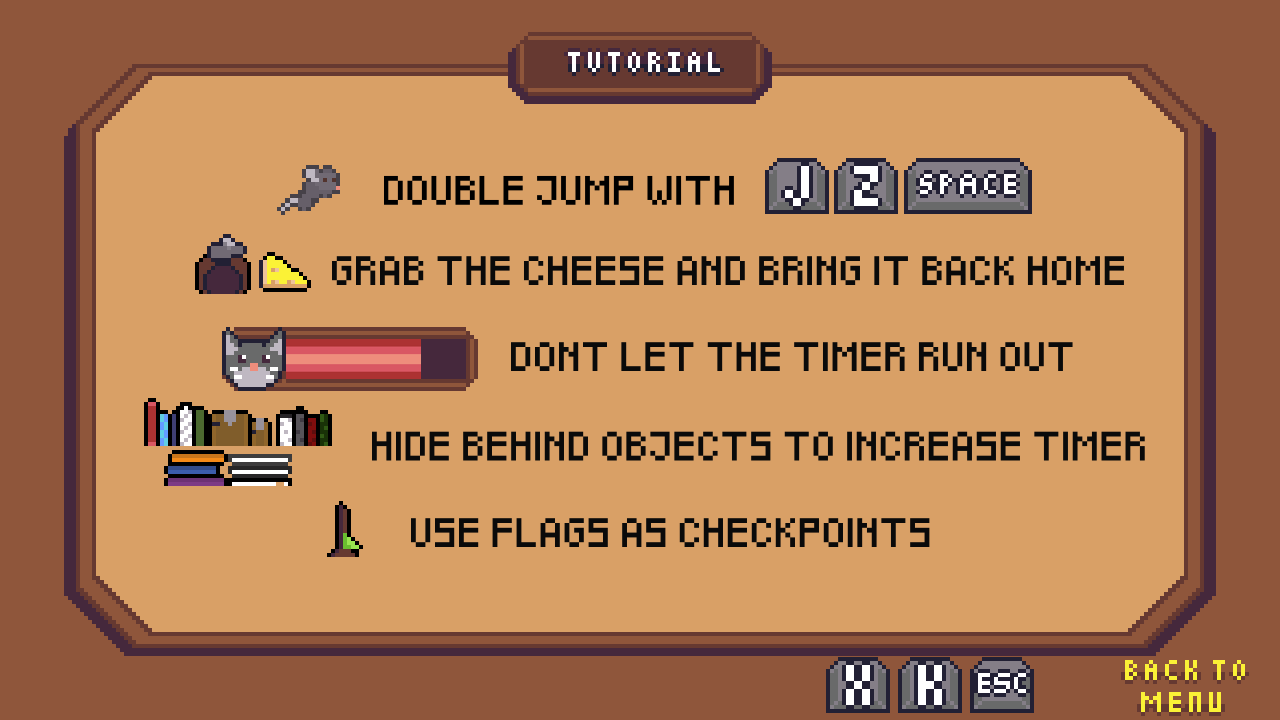 TUTORIAL
DOUBLE JUMP WITH J Z SPACE
GRAB THE CHEESE AND BRING IT BACK HOME
DONT LET THE TIMER RUN OUT
HIDE BEHIND OBJECTS TO INCREASE TIMER
USE FLAGS AS CHECKPOINTS
X K ESC
BACK TO
MENU